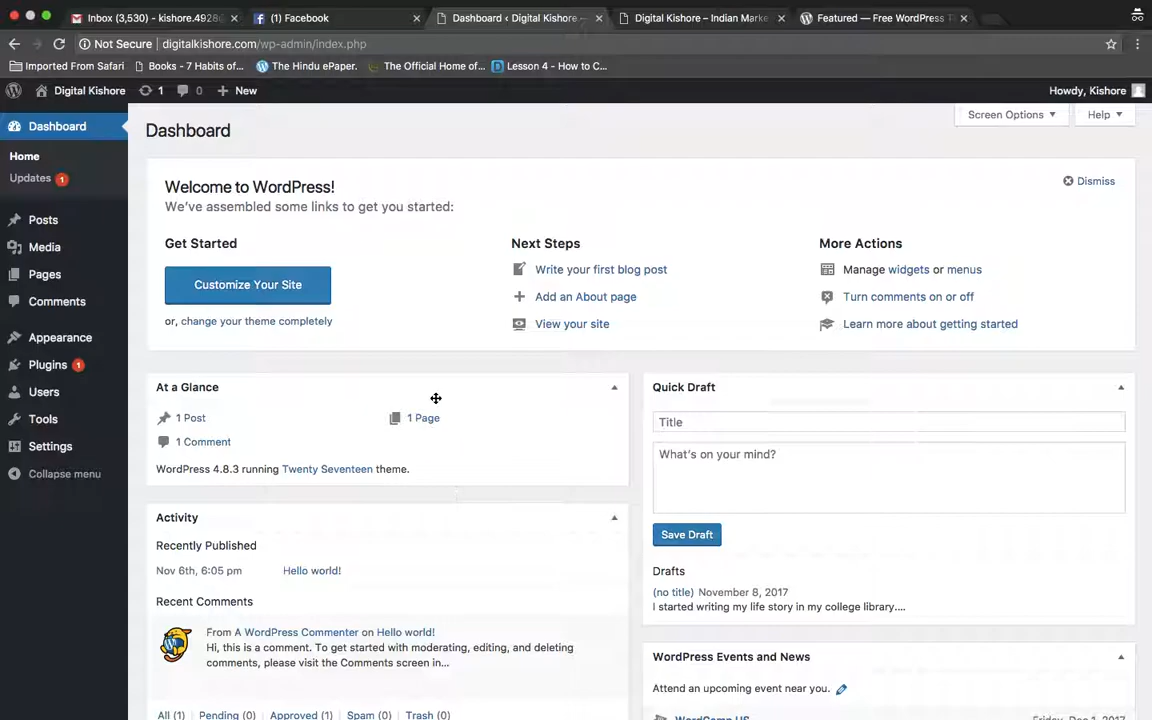 Inbox (3,530) - kishore.4928@
(1) Facebook
Dashboard ‹ Digital Kishore —
Digital Kishore – Indian Marke
Featured — Free WordPress T
Not Secure digitalkishore.com/wp-admin/index.php
Imported From Safari
Books - 7 Habits of...
The Hindu ePaper.
The Official Home of...
Lesson 4 - How to C...
Digital Kishore
1
0
+ New
Howdy, Kishore
Dashboard
Home
Updates 1
Posts
Media
Pages
Comments
Appearance
Plugins 1
Users
Tools
Settings
Collapse menu
Dashboard
Screen Options ▼
Help ▼
Welcome to WordPress!
Dismiss
We've assembled some links to get you started:
Get Started
Customize Your Site
or, change your theme completely
Next Steps
Write your first blog post
Add an About page
View your site
More Actions
Manage widgets or menus
Turn comments on or off
Learn more about getting started
At a Glance
1 Post
1 Page
1 Comment
WordPress 4.8.3 running Twenty Seventeen theme.
Activity
Recently Published
Nov 6th, 6:05 pm Hello world!
Recent Comments
From A WordPress Commenter on Hello world!
Hi, this is a comment. To get started with moderating, editing, and deleting
comments, please visit the Comments screen in...
All (1) Pending (0) Approved (1) Spam (0) Trash (0)
Quick Draft
Title
What's on your mind?
Save Draft
Drafts
(no title) November 8, 2017
I started writing my life story in my college library....
WordPress Events and News
Attend an upcoming event near you.
WordCamp US
Friday, Dec 1, 2017